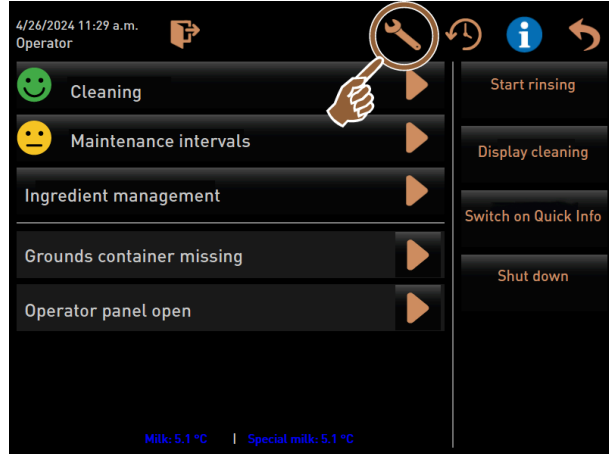 4/26/2024 11:29 a.m.
Operator
i
Cleaning
Maintenance intervals
Ingredient management
Grounds container missing
Operator panel open
Start rinsing
Display cleaning
Switch on Quick Info
Shut down
Milk: 5.1 °C | Special milk: 5.1 °C